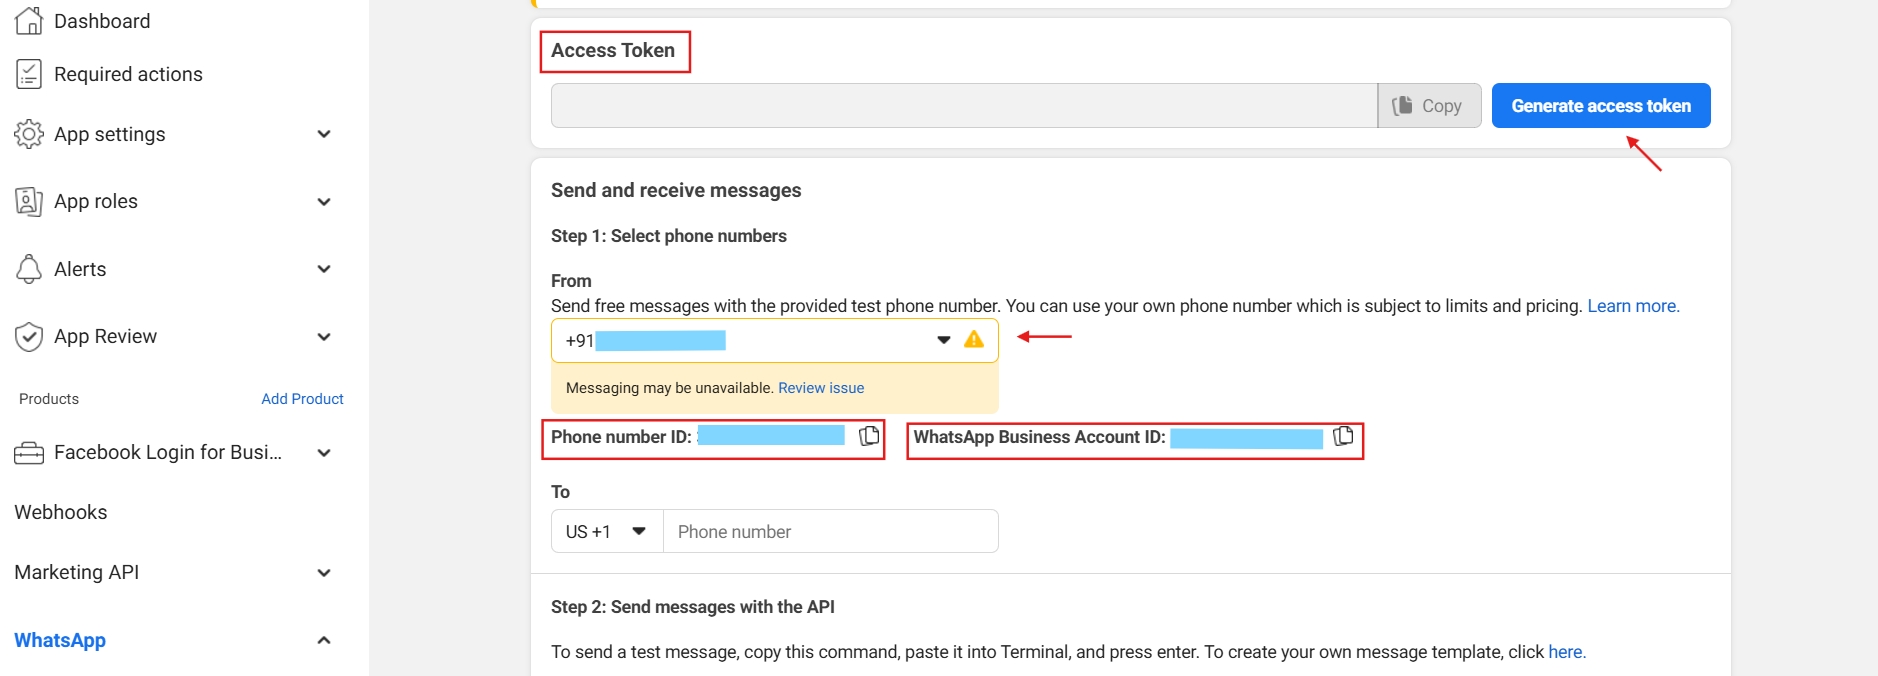 Dashboard
Required actions
App settings
App roles
Alerts
App Review
Products Add Product
Facebook Login for Busi...
Webhooks
Marketing API
WhatsApp
Access Token
Copy Generate access token
Send and receive messages
Step 1: Select phone numbers
From
Send free messages with the provided test phone number. You can use your own phone number which is subject to limits and pricing. Learn more.
+91
Messaging may be unavailable. Review issue
Phone number ID: WhatsApp Business Account ID:
To
US +1 Phone number
Step 2: Send messages with the API
To send a test message, copy this command, paste it into Terminal, and press enter. To create your own message template, click here.